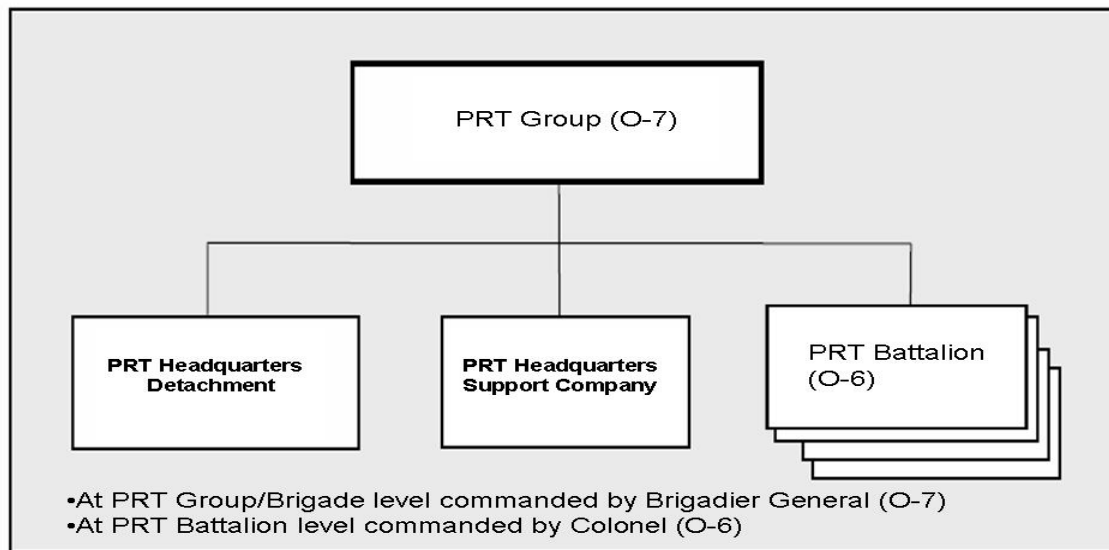 PRT Group (O-7)
PRT Headquarters
Detachment
PRT Headquarters
Support Company
PRT Battalion
(O-6)
•At PRT Group/Brigade level commanded by Brigadier General (O-7)
•At PRT Battalion level commanded by Colonel (O-6)